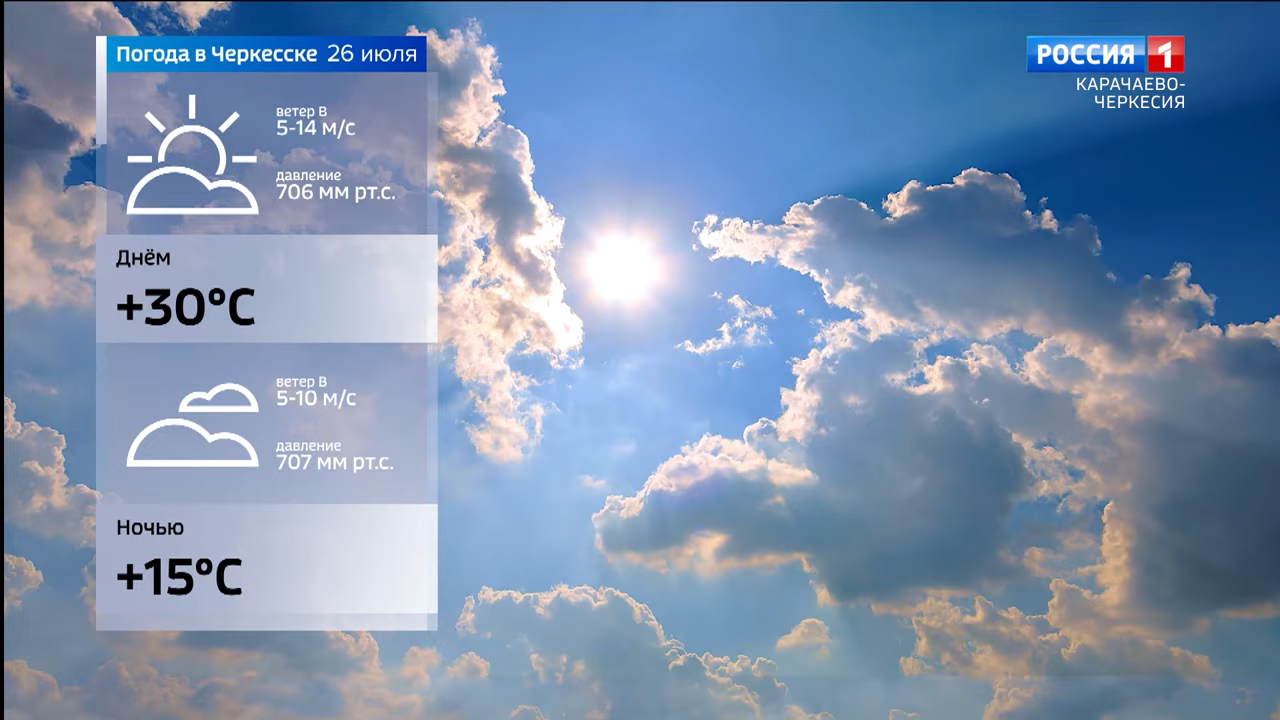 Погода в Черкесске 26 июля
РОССИЯ 1
КАРАЧАЕВО-
ЧЕРКЕСИЯ
ветер В
5-14 м/с
давление
706 мм рт.с.
Днём
+30°C
ветер В
5-10 м/с
давление
707 мм рт.с.
Ночью
+15°C